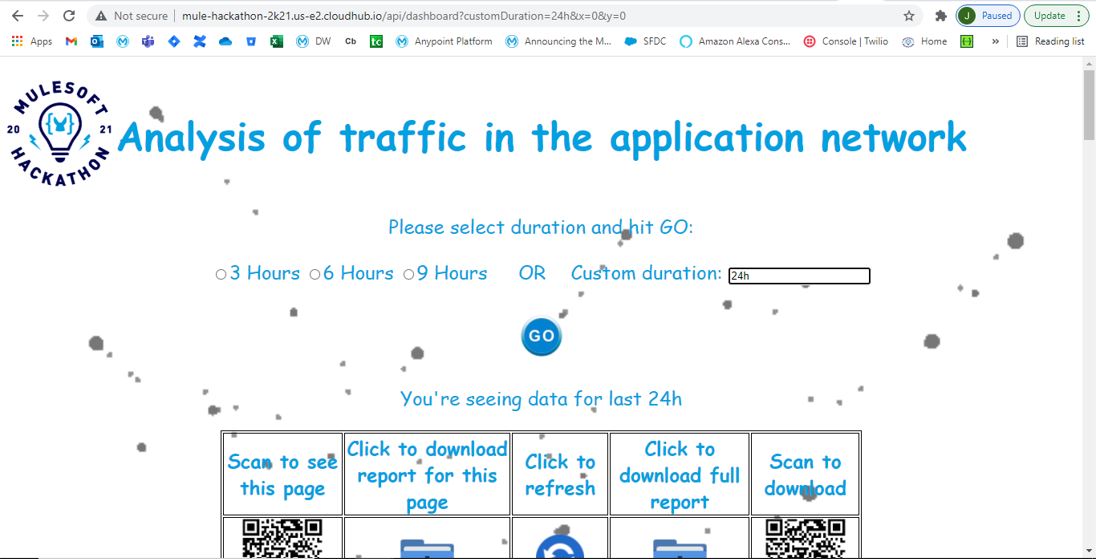 Not secure | mule-hackathon-2k21.us-e2.cloudhub.io/api/dashboard?customDuration=24h&x=0&y=0
J Paused Update
Apps M DW Cb tc Anypoint Platform Announcing the M... SFDC Amazon Alexa Cons... Console | Twilio Home » Reading list
MULESOFT
20 21
HACKATHON
Analysis of traffic in the application network
Please select duration and hit GO:
3 Hours 6 Hours 9 Hours OR Custom duration: 24h
GO
You're seeing data for last 24h
Scan to see this page
Click to download report for this page
Click to refresh
Click to download full report
Scan to download